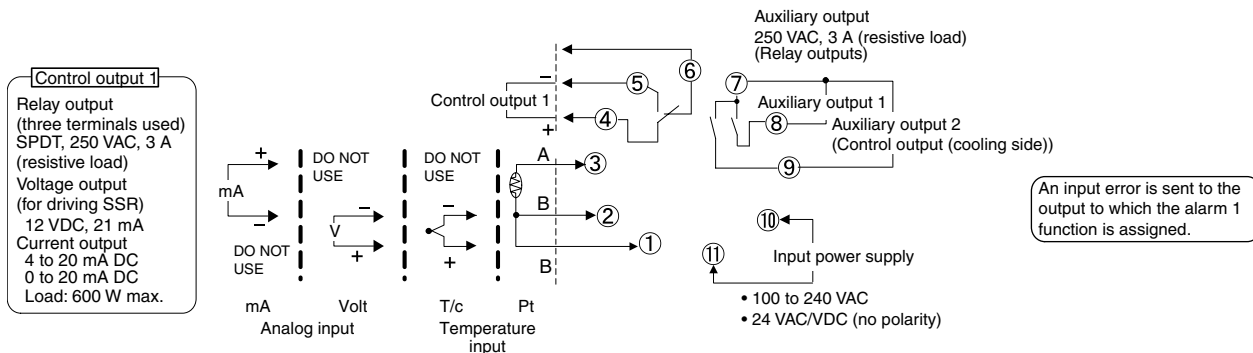 Control output 1
Relay output
(three terminals used)
SPDT, 250 VAC, 3 A
(resistive load)
Voltage output
(for driving SSR)
12 VDC, 21 mA
Current output
4 to 20 mA DC
0 to 20 mA DC
Load: 600 W max.
Control output 1
−
+
⑥
⑤
④
Auxiliary output
250 VAC, 3 A (resistive load)
(Relay outputs)
⑦
Auxiliary output 1
⑧
Auxiliary output 2
(Control output (cooling side))
⑨
+
mA
−
DO NOT
USE
DO NOT
USE
−
V
+
DO NOT
USE
−
+
A
③
B
②
①
B
mA
Volt
T/c
Pt
Analog input
Temperature
input
⑩
⑪
Input power supply
• 100 to 240 VAC
• 24 VAC/VDC (no polarity)
An input error is sent to the
output to which the alarm 1
function is assigned.